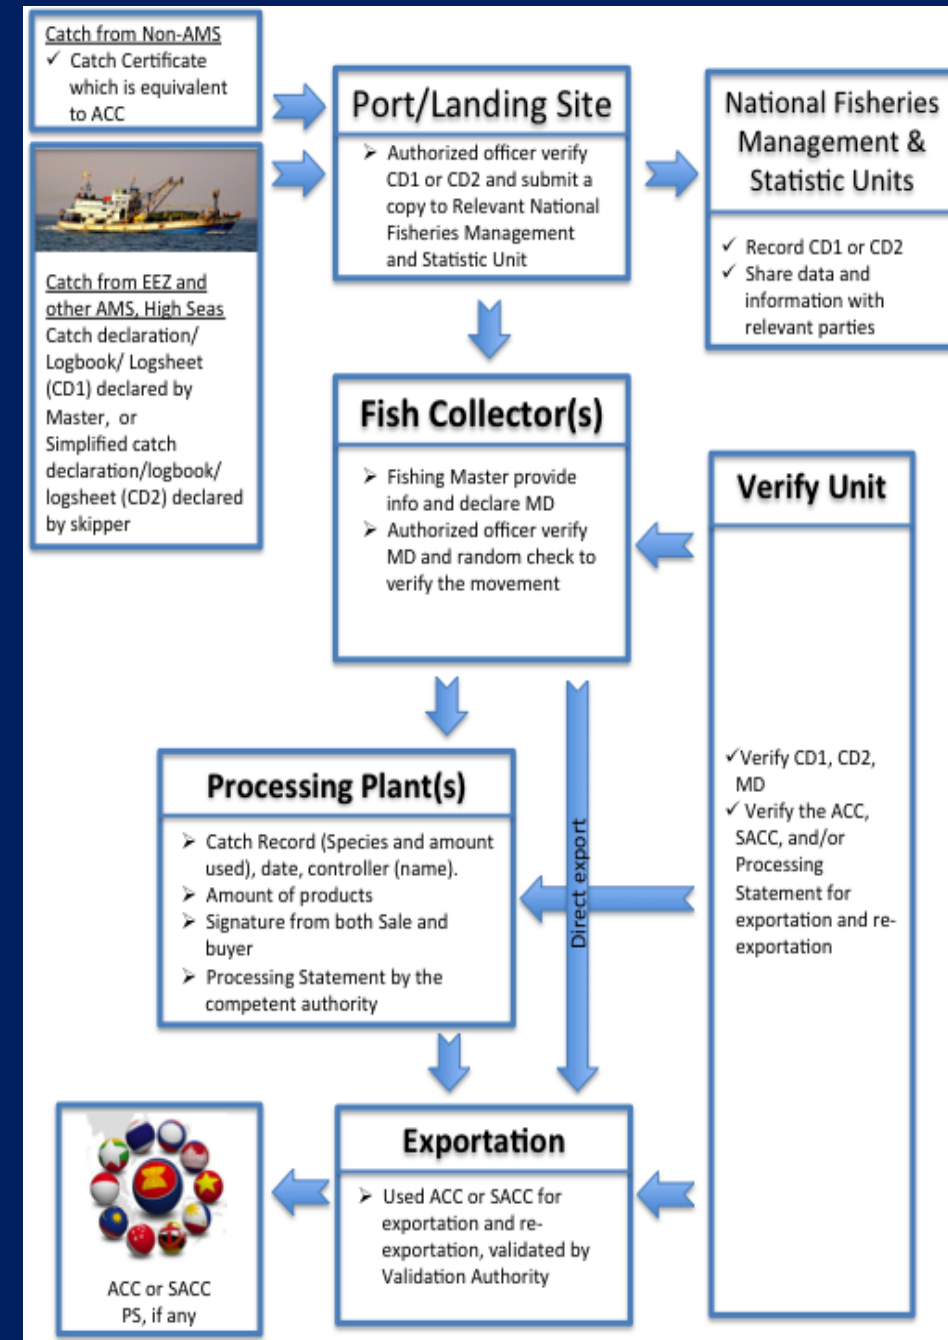 Catch from Non-AMS
✓ Catch Certificate
which is equivalent
to ACC
Catch from EEZ and
other AMS, High Seas
Catch declaration/
Logbook/ Logsheet
(CD1) declared by
Master, or
Simplified catch
declaration/logbook/
logsheet (CD2) declared
by skipper
Port/Landing Site
➢ Authorized officer verify
CD1 or CD2 and submit a
copy to Relevant National
Fisheries Management
and Statistic Unit
National Fisheries
Management &
Statistic Units
✓ Record CD1 or CD2
✓ Share data and
information with
relevant parties
Fish Collector(s)
➢ Fishing Master provide
info and declare MD
➢ Authorized officer verify
MD and random check to
verify the movement
Verify Unit
✓Verify CD1, CD2,
MD
✓ Verify the ACC,
SACC, and/or
Processing
Statement for
exportation and re-
exportation
Processing Plant(s)
➢ Catch Record (Species and amount
used), date, controller (name).
➢ Amount of products
➢ Signature from both Sale and
buyer
➢ Processing Statement by the
competent authority
Direct export
Exportation
➢ Used ACC or SACC for
exportation and re-
exportation, validated by
Validation Authority
ACC or SACC
PS, if any